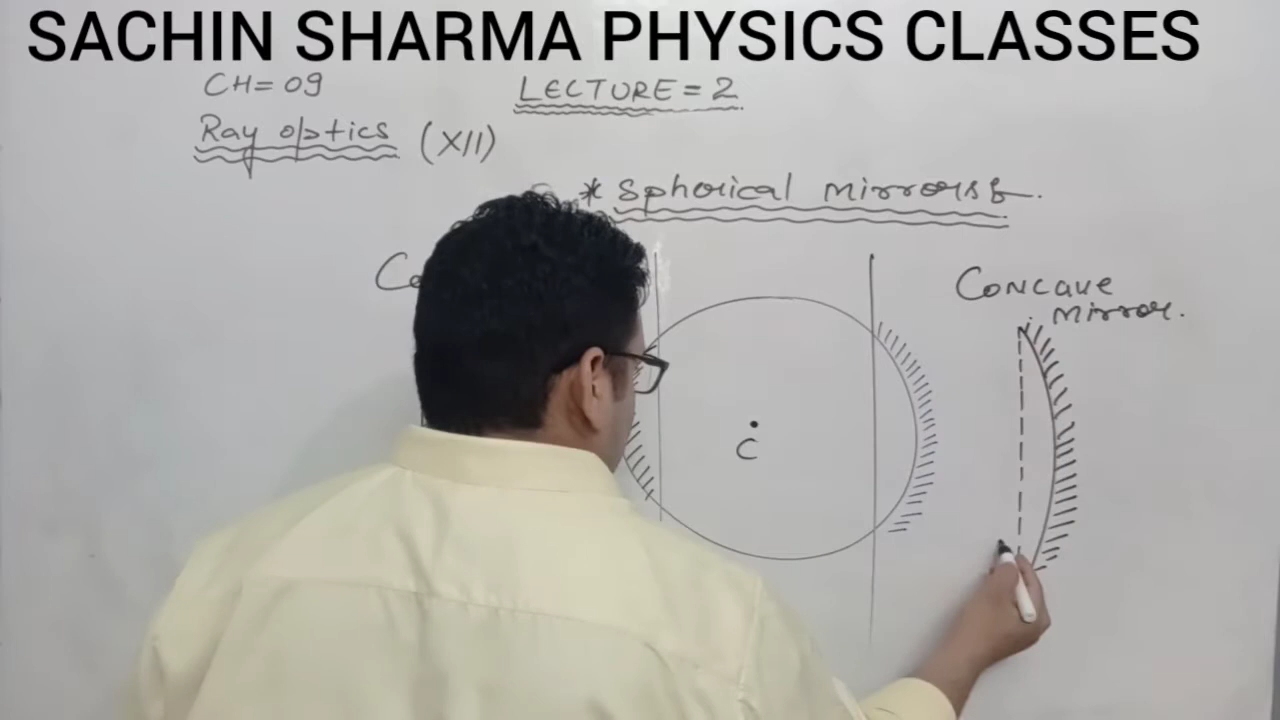 SACHIN SHARMA PHYSICS CLASSES
CH = 09
LECTURE = 2
Ray optics (XII)
* Spherical mirrors
Concave
mirror.
C